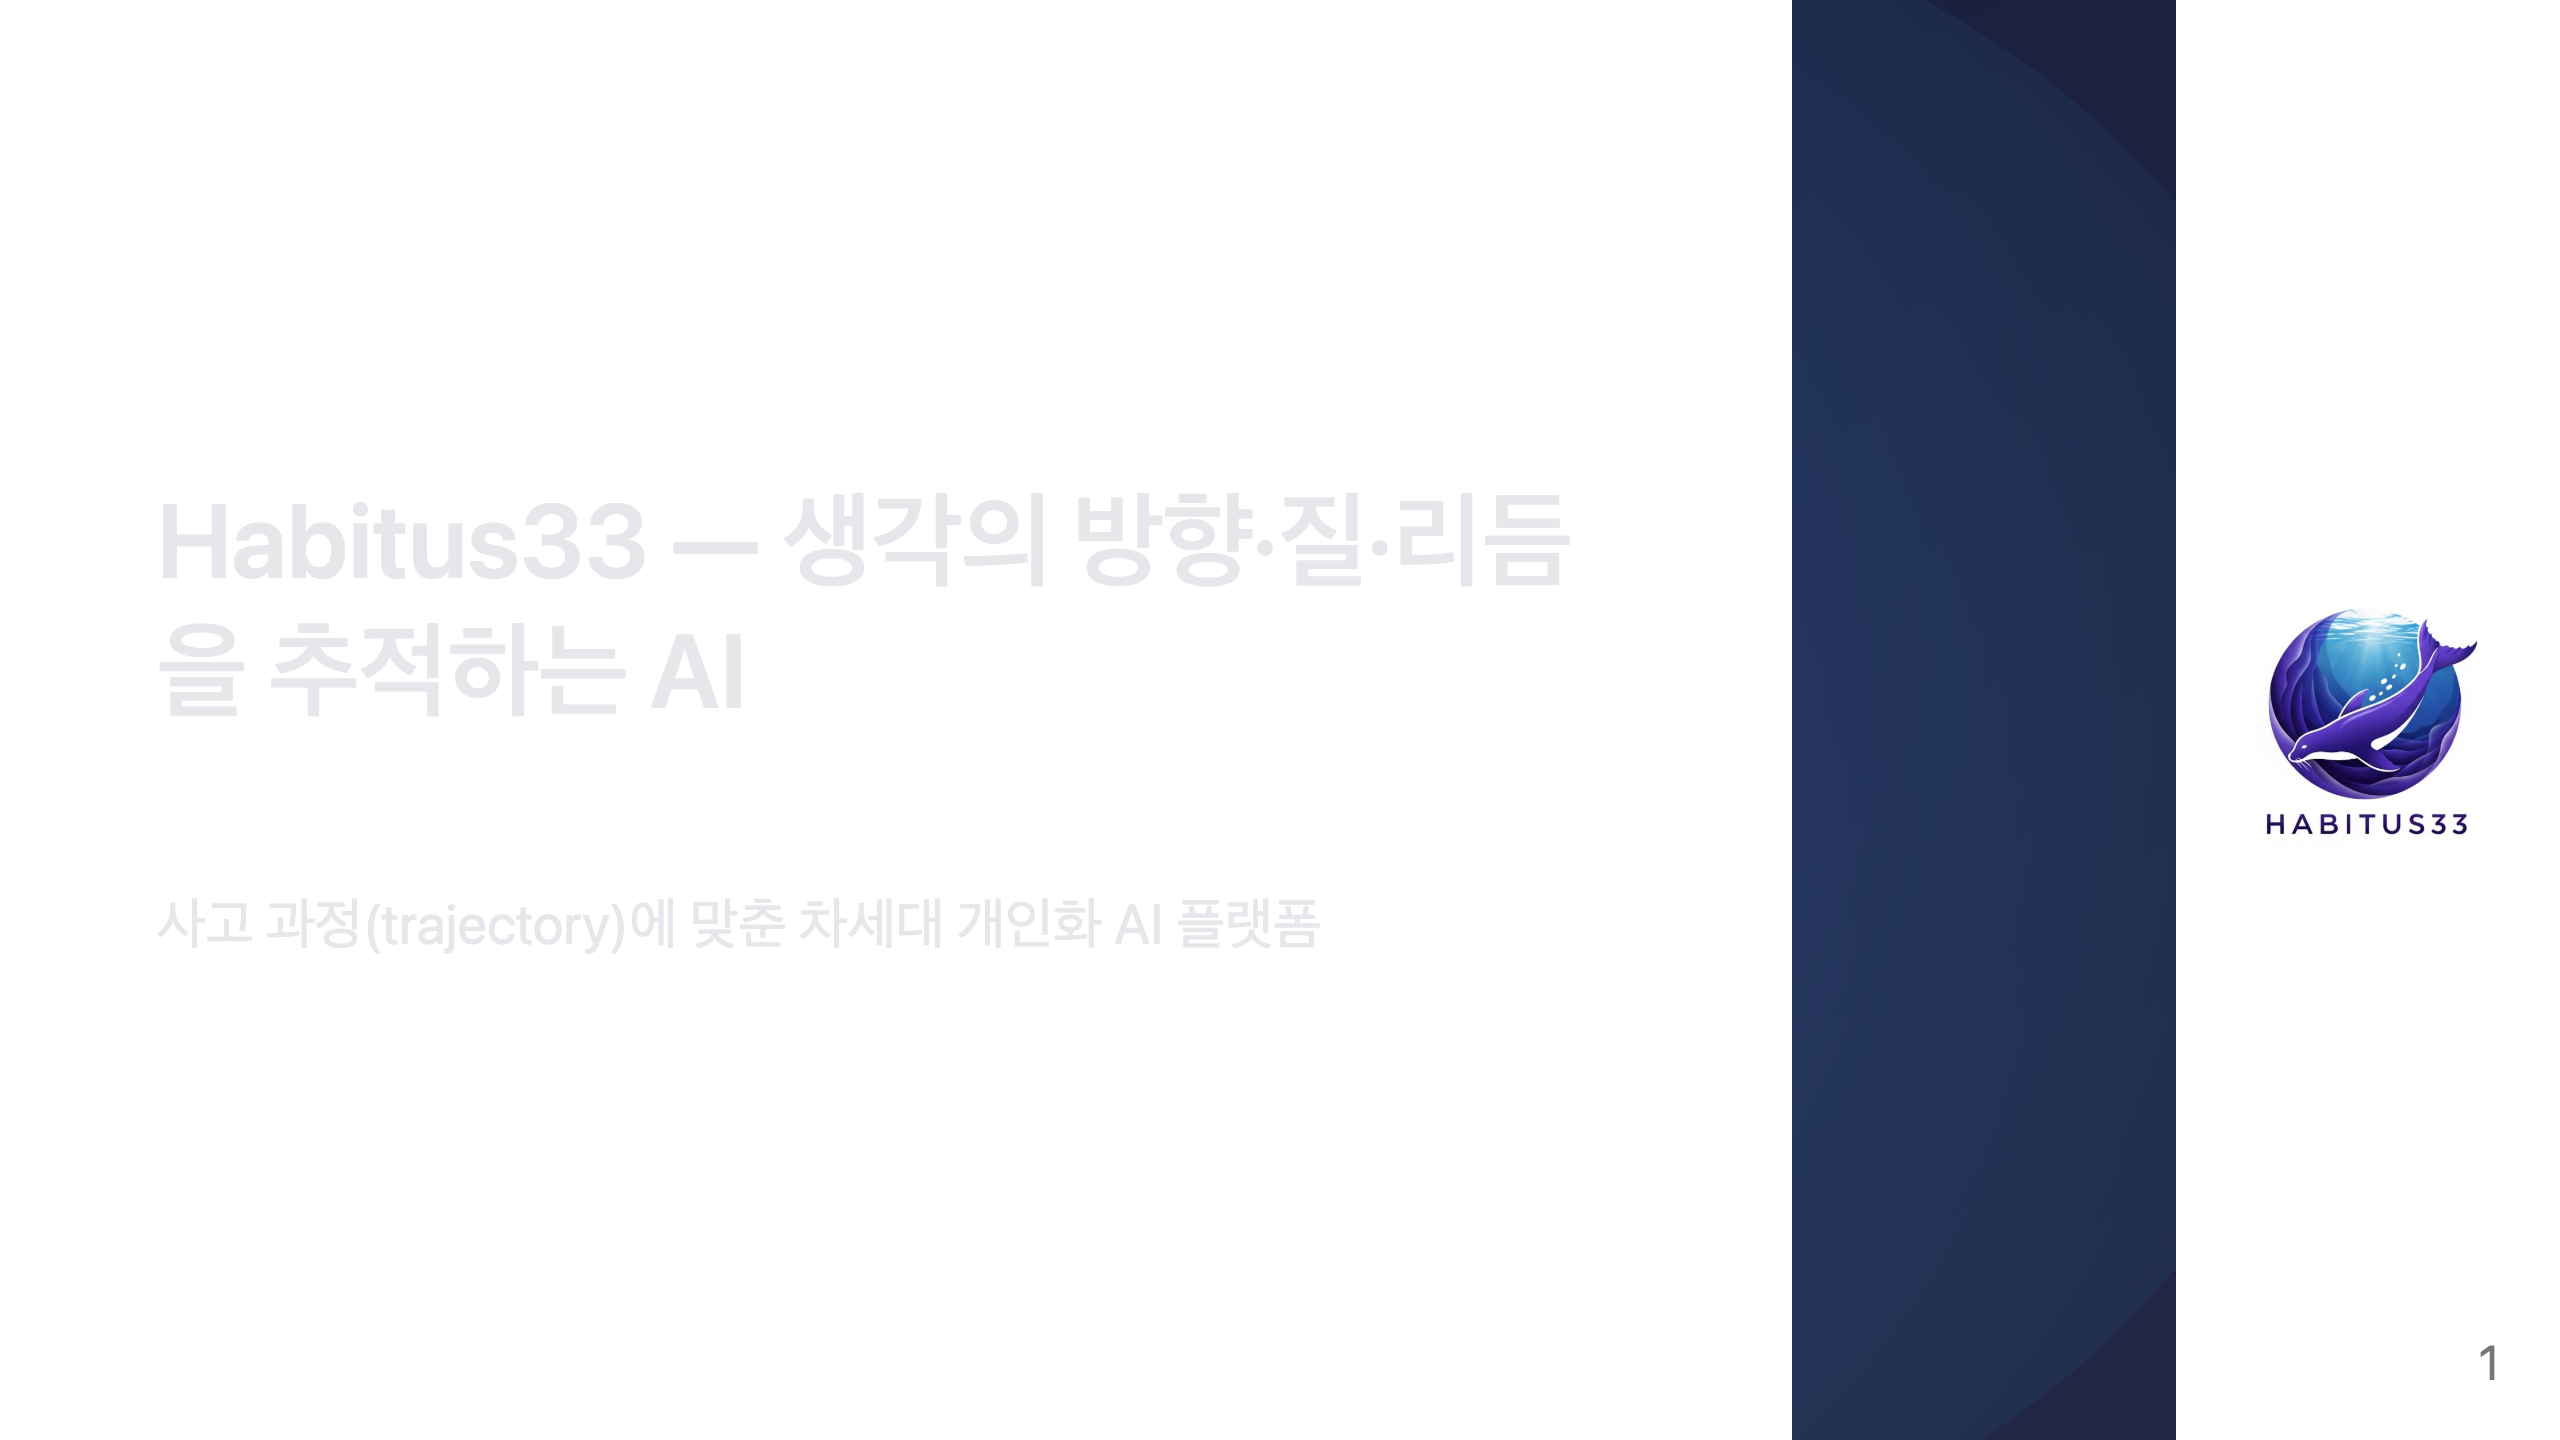 Habitus33 — 생각의 방향·질·리듬
을 추적하는 AI
사고 과정(trajectory)에 맞춘 차세대 개인화 AI 플랫폼
HABITUS33
1